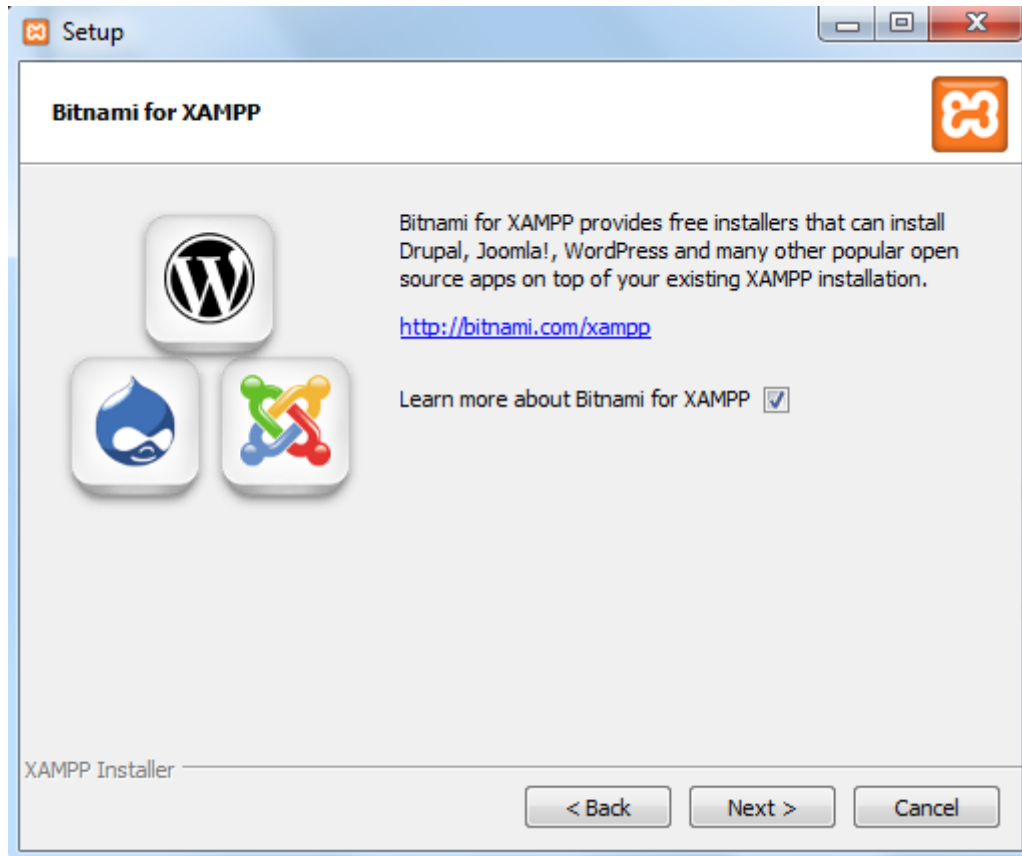 Setup
Bitnami for XAMPP
Bitnami for XAMPP provides free installers that can install
Drupal, Joomla!, WordPress and many other popular open
source apps on top of your existing XAMPP installation.
http://bitnami.com/xampp
Learn more about Bitnami for XAMPP
XAMPP Installer
< Back Next > Cancel